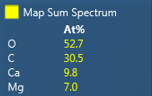 Map Sum Spectrum
At%
O 52.7
C 30.5
Ca 9.8
Mg 7.0